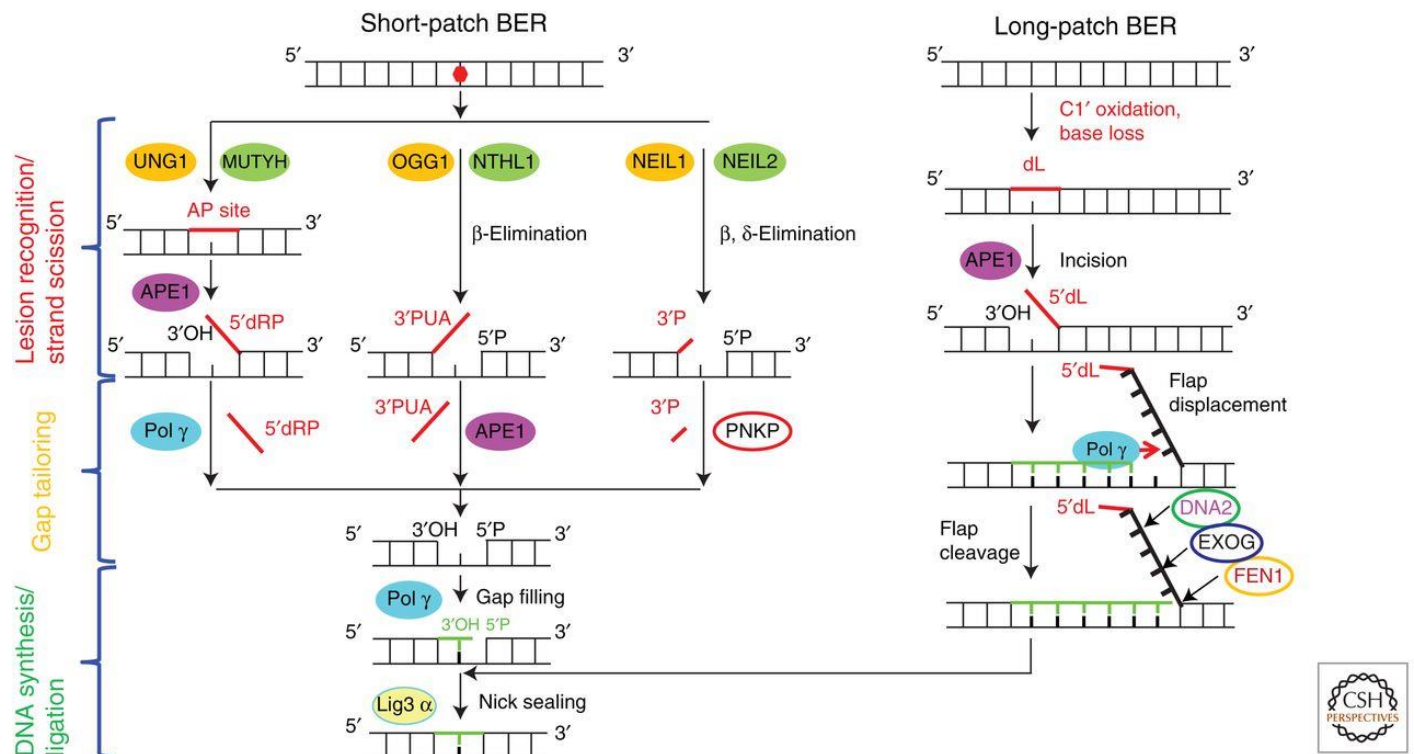 Short-patch BER
5′ 3′
Lesion recognition/
strand scission
UNG1 MUTYH
OGG1 NTHL1
NEIL1 NEIL2
AP site
5′ 3′
β-Elimination
β, δ-Elimination
APE1
3′OH 5′dRP
5′ 3′
3′PUA 5′P
5′ 3′
3′P 5′P
5′ 3′
Gap tailoring
Pol γ 5′dRP
3′PUA APE1
3′P PNKP
3′OH 5′P
5′ 3′
DNA synthesis/
ligation
Pol γ Gap filling
3′OH 5′P
5′ 3′
Lig3 α Nick sealing
5′ 3′
Long-patch BER
5′ 3′
C1′ oxidation,
base loss
dL
5′ 3′
APE1 Incision
5′dL
3′OH
5′ 3′
5′dL
Flap
displacement
Pol γ
5′dL
DNA2
Flap
cleavage
EXOG
FEN1
CSH
PERSPECTIVES